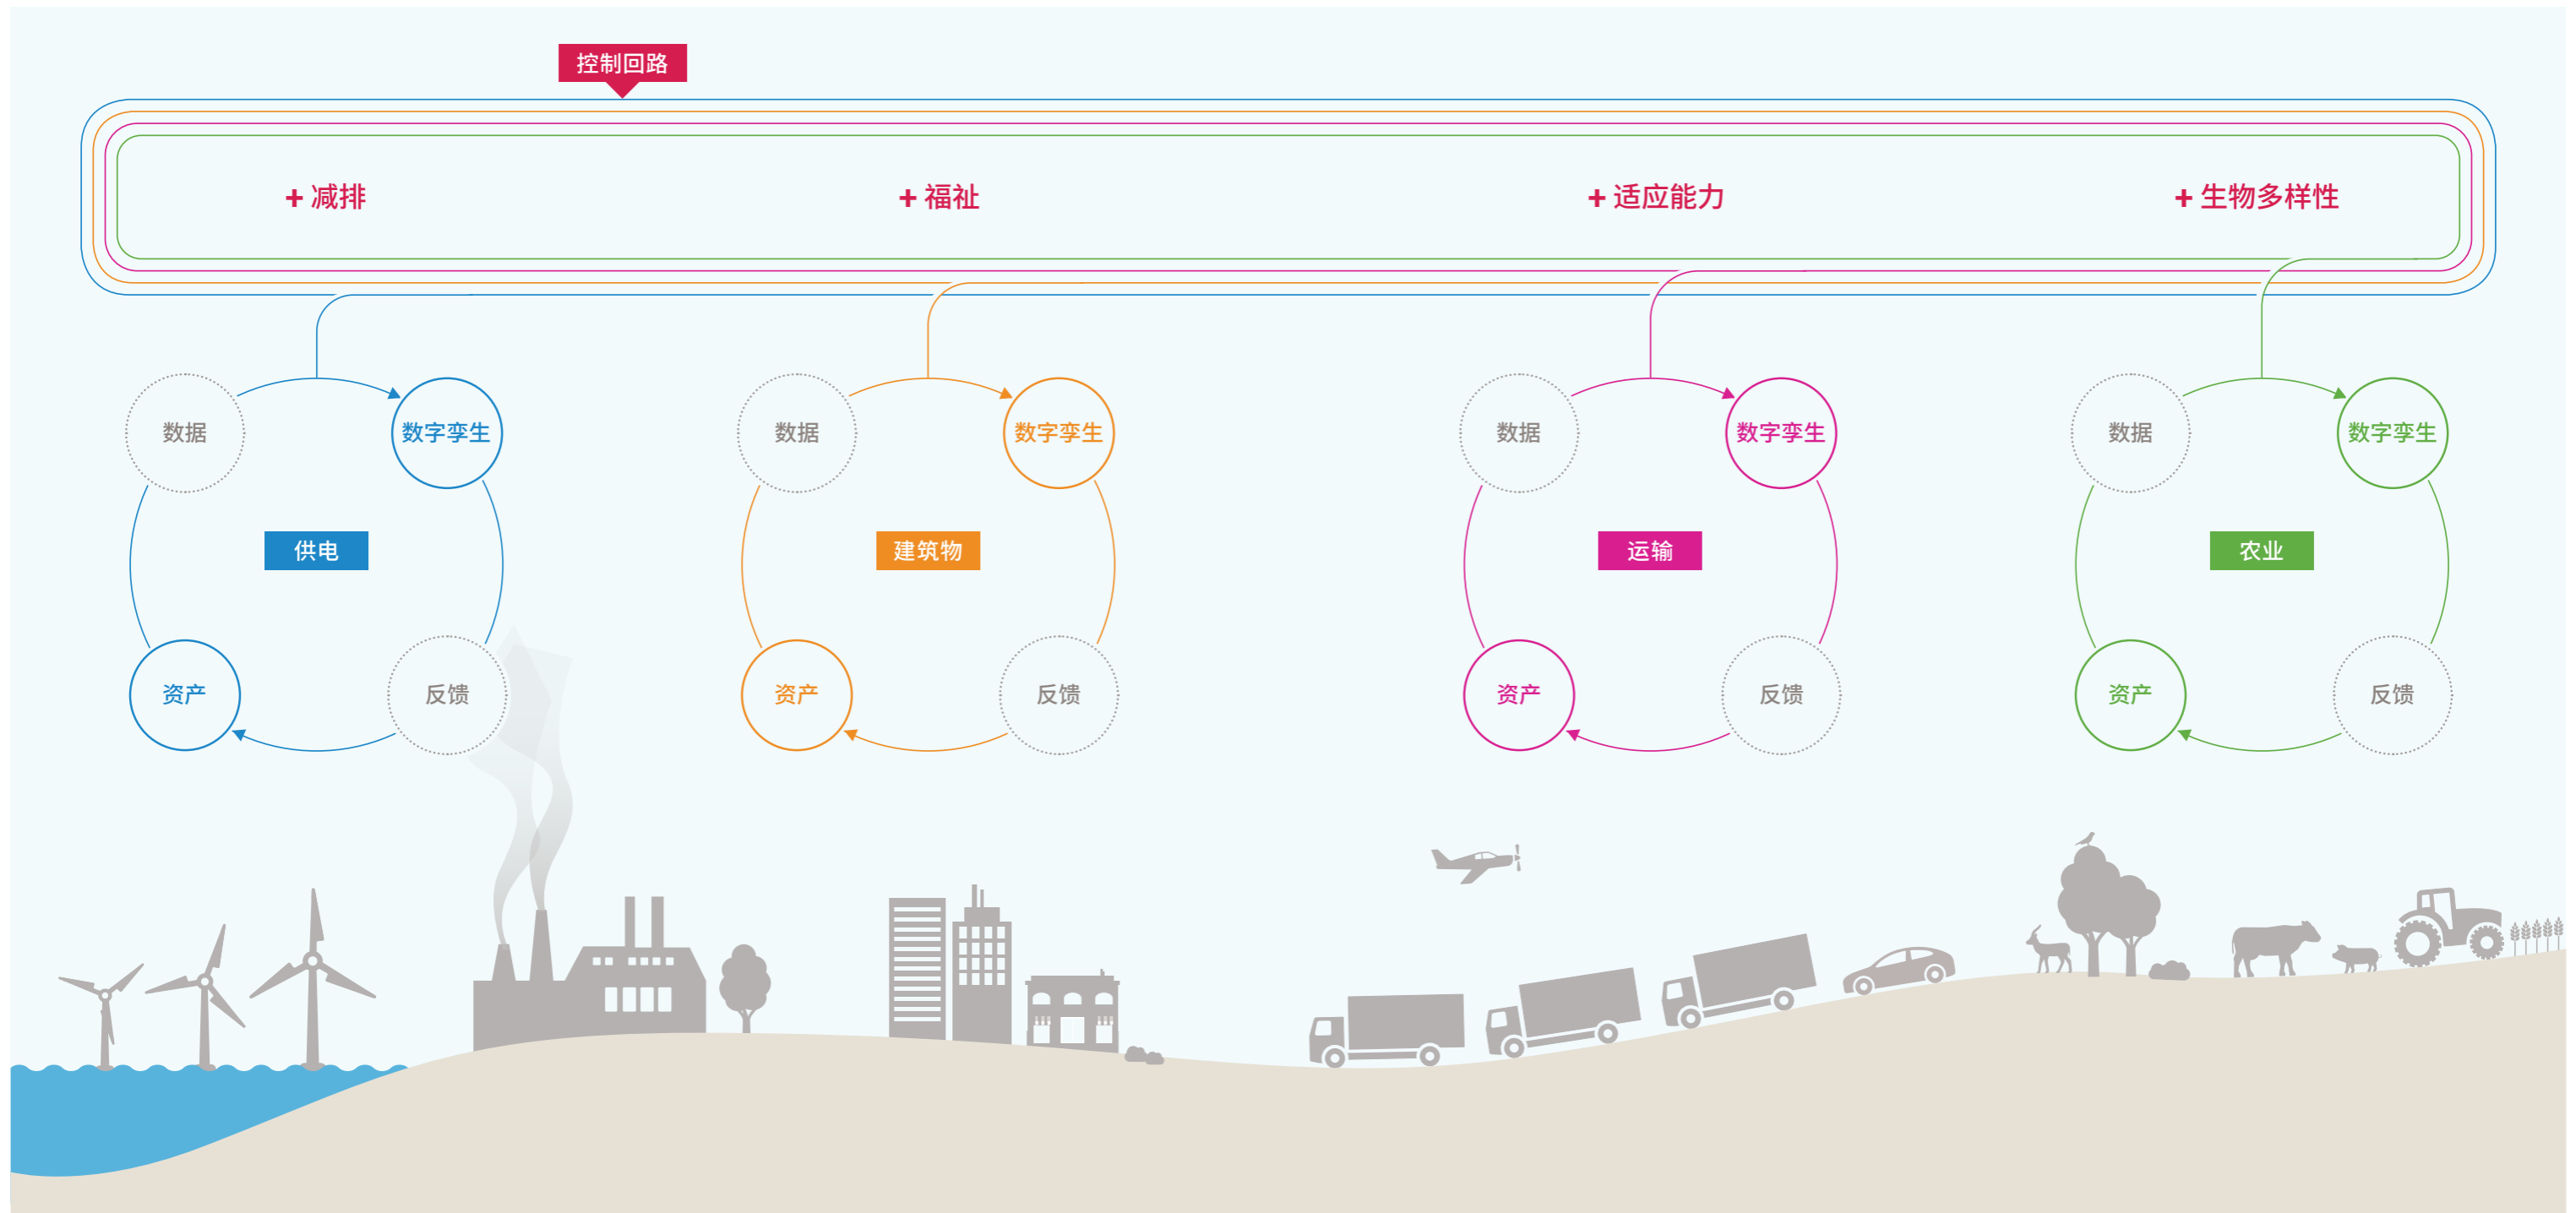 控制回路
+ 减排
+ 福祉
+ 适应能力
+ 生物多样性
数据
数字孪生
供电
资产
反馈
数据
数字孪生
建筑物
资产
反馈
数据
数字孪生
运输
资产
反馈
数据
数字孪生
农业
资产
反馈